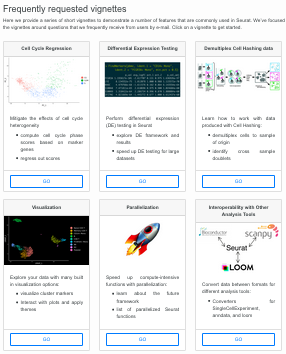 Frequently requested vignettes
Here we provide a series of short vignettes to demonstrate a number of features that are commonly used in Seurat. We've focused
the vignettes around questions that we frequently receive from users by e-mail. Click on a vignette to get started.
Cell Cycle Regression
Mitigate the effects of cell cycle
heterogeneity
compute cell cycle phase
scores based on marker
genes
regress out scores
GO
Differential Expression Testing
Perform differential expression
(DE) testing in Seurat
explore DE framework and
results
speed up DE testing for large
datasets
GO
Demultiplex Cell Hashing data
Learn how to work with data
produced with Cell Hashing:
demultiplex cells to sample
of origin
identify cross sample
doublets
GO
Visualization
Explore your data with many built
in visualization options
visualize cluster markers
interact with plots and apply
themes
GO
Parallelization
Speed up compute-intensive
functions with parallelization:
learn about the future
framework
list of parallelized Seurat
functions
GO
Interoperability with Other
Analysis Tools
Bioconductor
scanpy
Seurat
LOOM
Convert data between formats for
different analysis tools:
Converters for
SingleCellExperiment,
anndata, and loom
GO